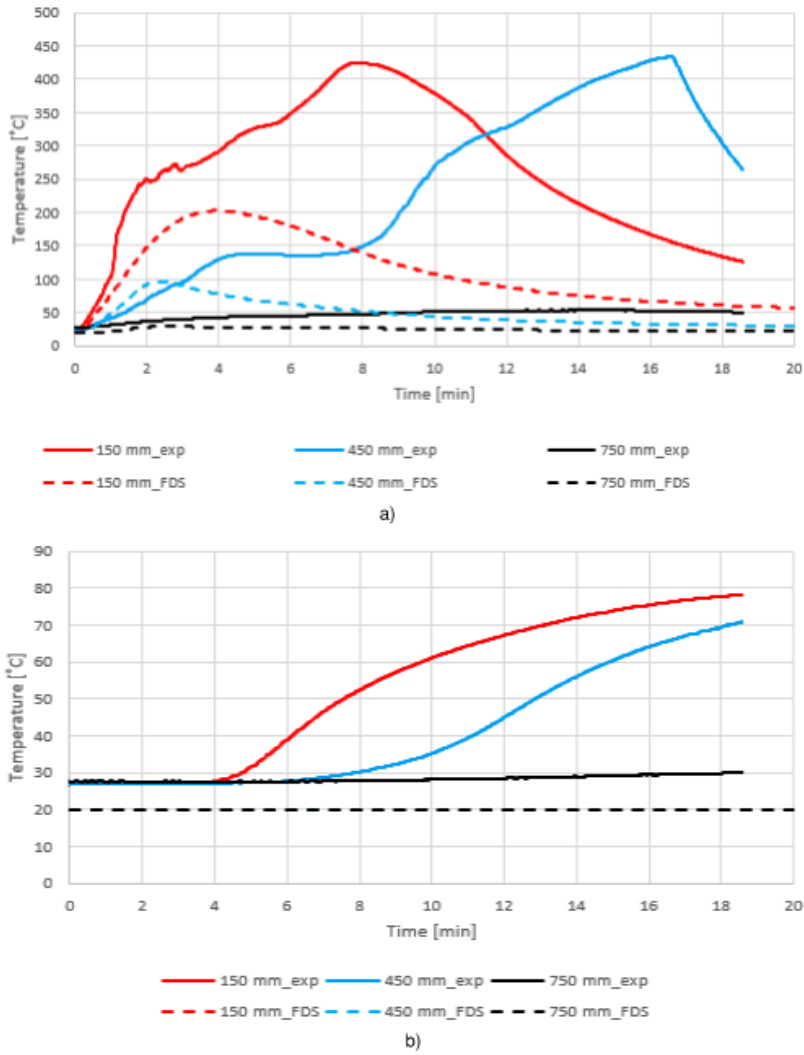 500
450
400
350
300
250
200
150
100
50
0
Temperature [°C]
0 2 4 6 8 10 12 14 16 18 20
Time [min]
150 mm_exp 450 mm_exp 750 mm_exp
150 mm_FDS 450 mm_FDS 750 mm_FDS
a)
90
80
70
60
50
40
30
20
10
0
Temperature [°C]
0 2 4 6 8 10 12 14 16 18 20
Time [min]
150 mm_exp 450 mm_exp 750 mm_exp
150 mm_FDS 450 mm_FDS 750 mm_FDS
b)